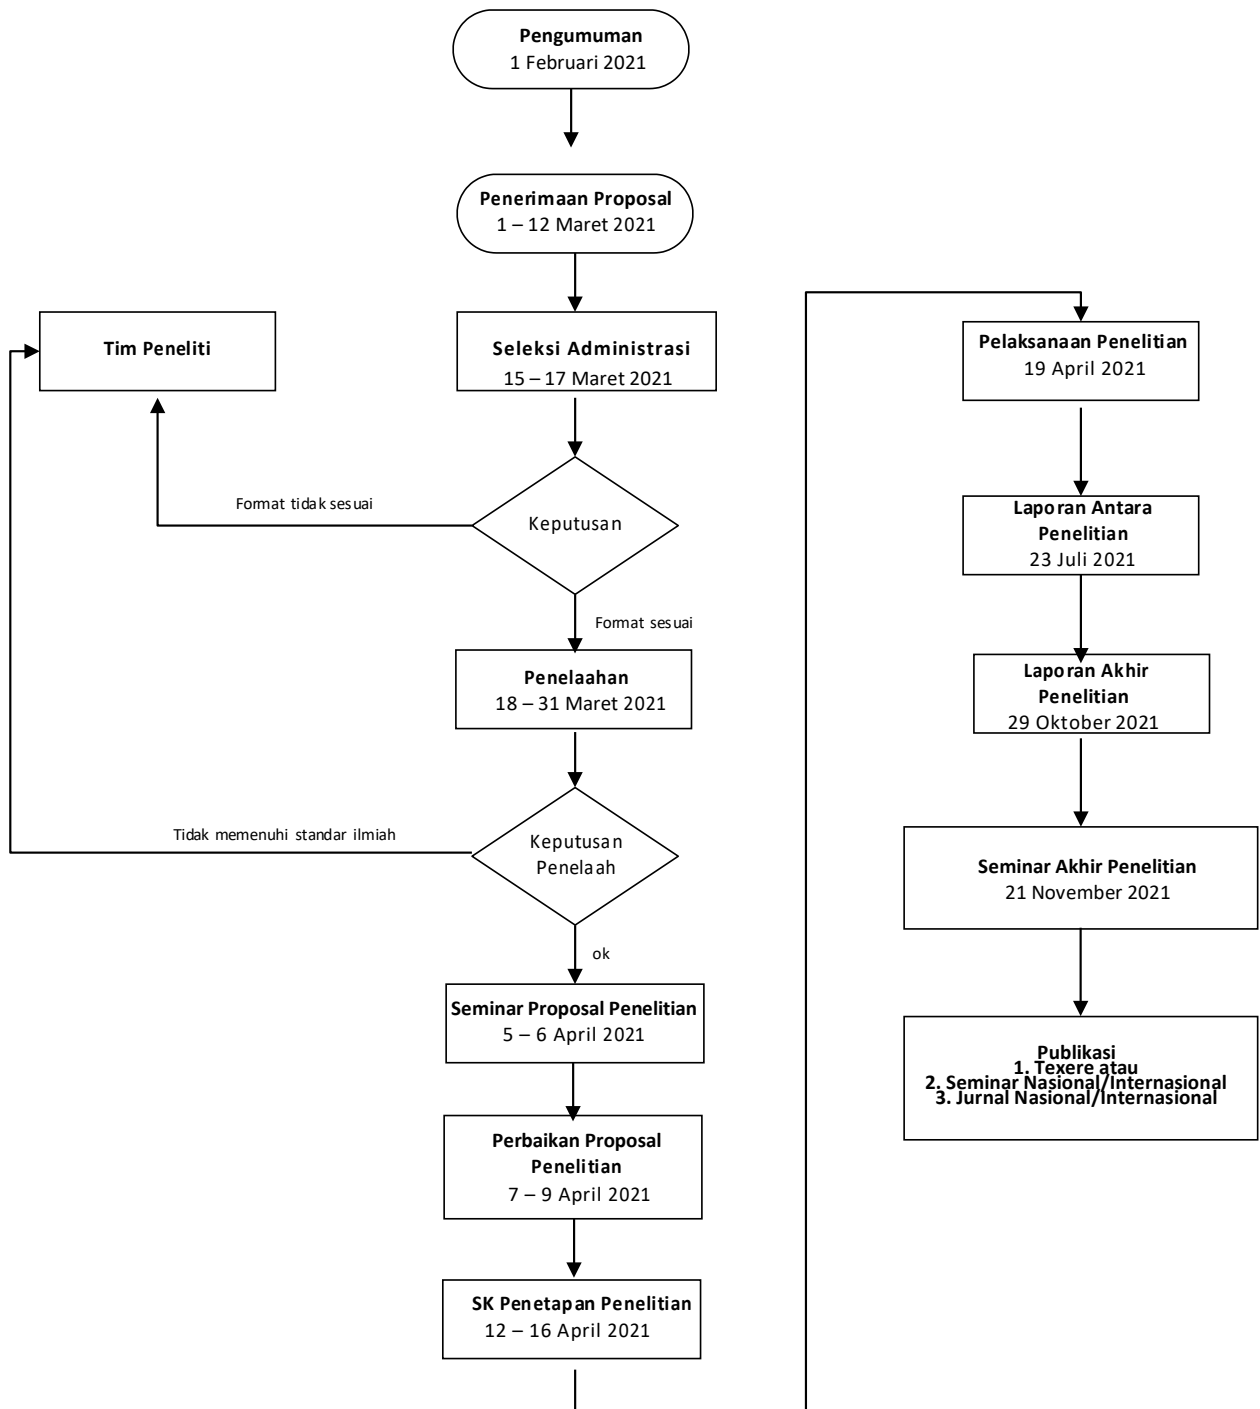 Pengumuman
1 Februari 2021
Penerimaan Proposal
1 – 12 Maret 2021
Tim Peneliti
Seleksi Administrasi
15 – 17 Maret 2021
Format tidak sesuai
Keputusan
Format sesuai
Penelaahan
18 – 31 Maret 2021
Tidak memenuhi standar ilmiah
Keputusan
Penelaah
ok
Seminar Proposal Penelitian
5 – 6 April 2021
Perbaikan Proposal
Penelitian
7 – 9 April 2021
SK Penetapan Penelitian
12 – 16 April 2021
Pelaksanaan Penelitian
19 April 2021
Laporan Antara
Penelitian
23 Juli 2021
Laporan Akhir
Penelitian
29 Oktober 2021
Seminar Akhir Penelitian
21 November 2021
Publikasi
1. Texere atau
2. Seminar Nasional/Internasional
3. Jurnal Nasional/Internasional